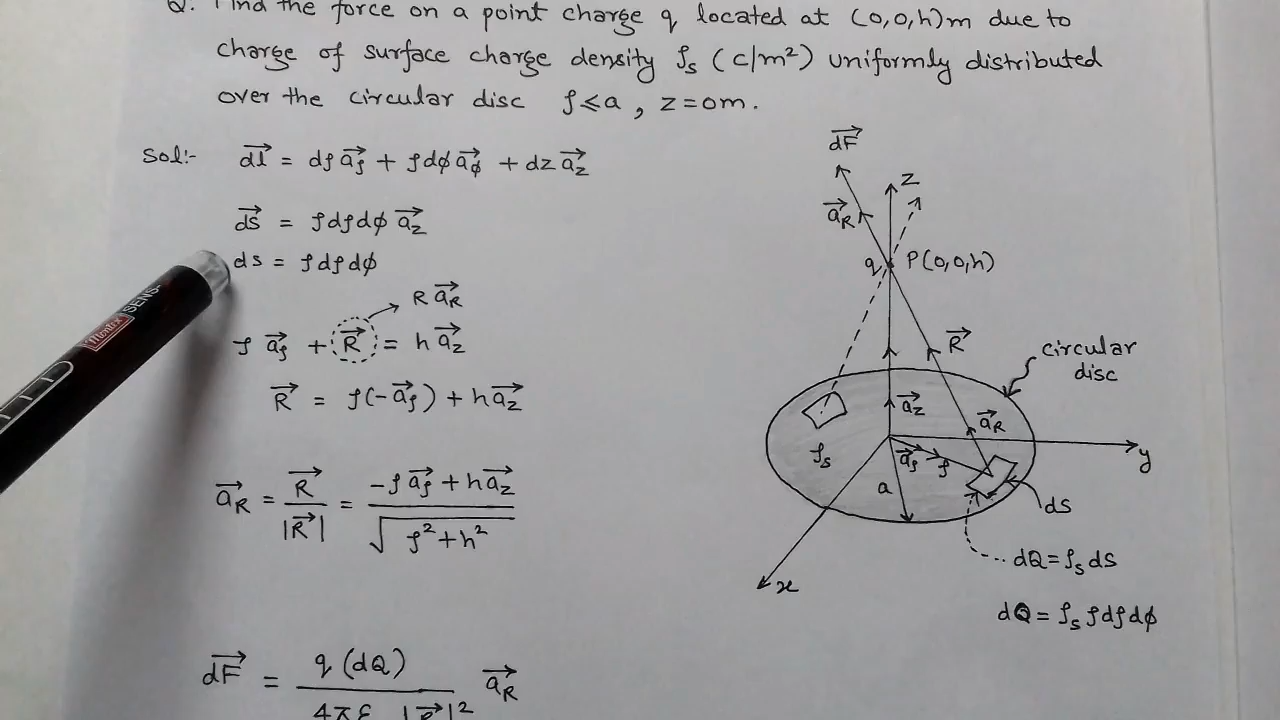 Q. Find the force on a point charge q located at (0,0,h)m due to
charge of surface charge density ρs (c/m²) uniformly distributed
over the circular disc ρ≤a, z=0m.
Sol:- dl⃗ = dρ a⃗ρ + ρdϕ a⃗ϕ + dz a⃗z
ds⃗ = ρdρdϕ a⃗z
ds = ρdρdϕ
R a⃗R
ρ a⃗ρ + R⃗ = h a⃗z
R⃗ = ρ(-a⃗ρ) + h a⃗z
a⃗R = R⃗ / |R⃗| = (-ρ a⃗ρ + h a⃗z) / √(ρ²+h²)
dF⃗ = q (dQ) / 4πε |R⃗|² a⃗R
dF⃗
z
a⃗R
q P(0,0,h)
R⃗
circular
disc
a⃗z
a⃗R
ρs
a⃗ρ ρ
y
a
ds
x
dQ=ρs ds
dQ = ρs ρdρdϕ
Montex
SENS